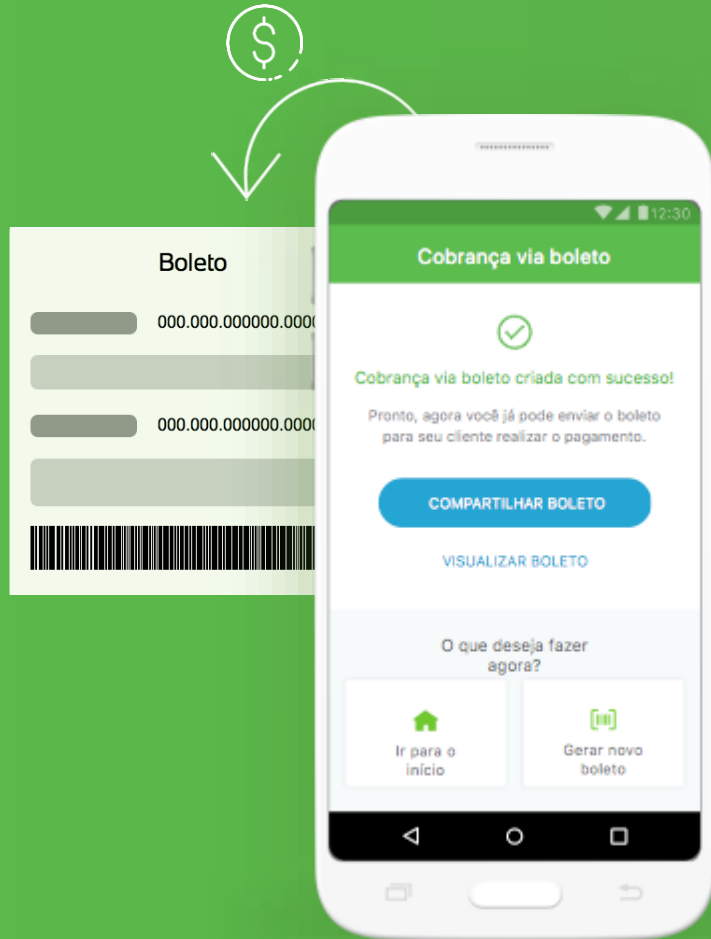 $
Boleto
000.000.000000.0000
000.000.000000.0000
12:30
Cobrança via boleto
Cobrança via boleto criada com sucesso!
Pronto, agora você já pode enviar o boleto
para seu cliente realizar o pagamento.
COMPARTILHAR BOLETO
VISUALIZAR BOLETO
O que deseja fazer
agora?
Ir para o
início
Gerar novo
boleto